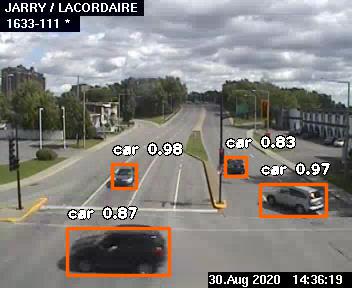 JARRY / LACORDAIRE
1633-111 *
car 0.98
car 0.83
car 0.97
car 0.87
30.Aug 2020 14:36:19